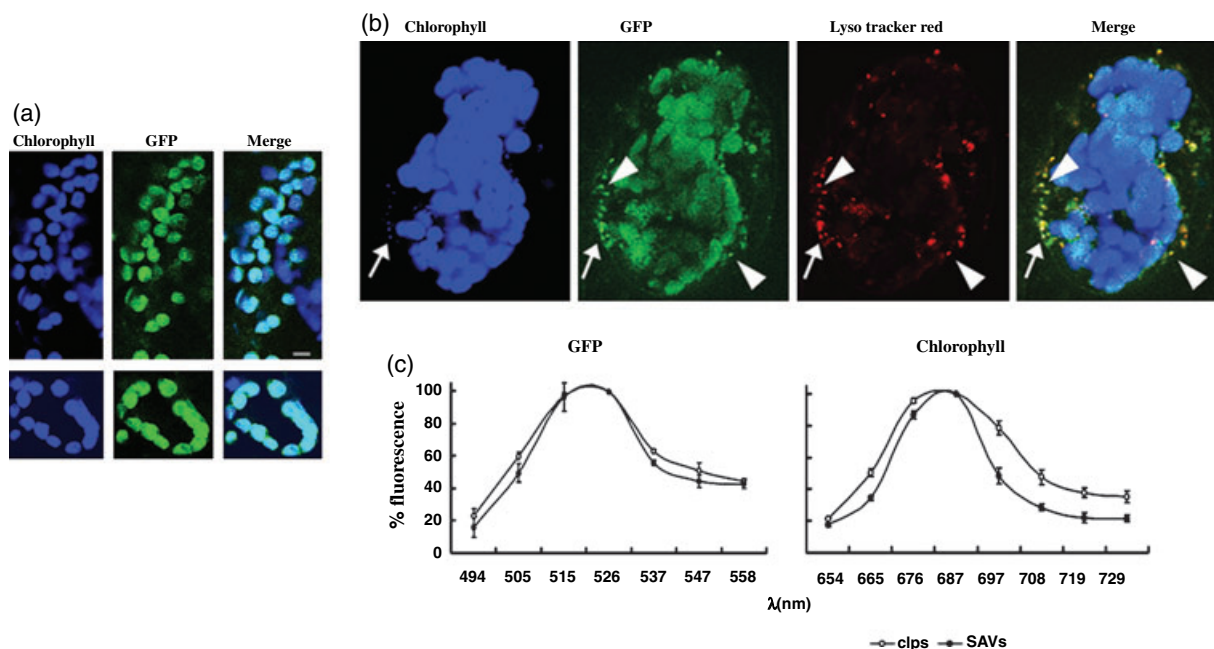 (a)
Chlorophyll GFP Merge
(b)
Chlorophyll GFP Lyso tracker red Merge
(c)
GFP Chlorophyll
% fluorescence
100
80
60
40
20
0
494 505 515 526 537 547 558 654 665 676 687 697 708 719 729
λ(nm)
clps SAVs